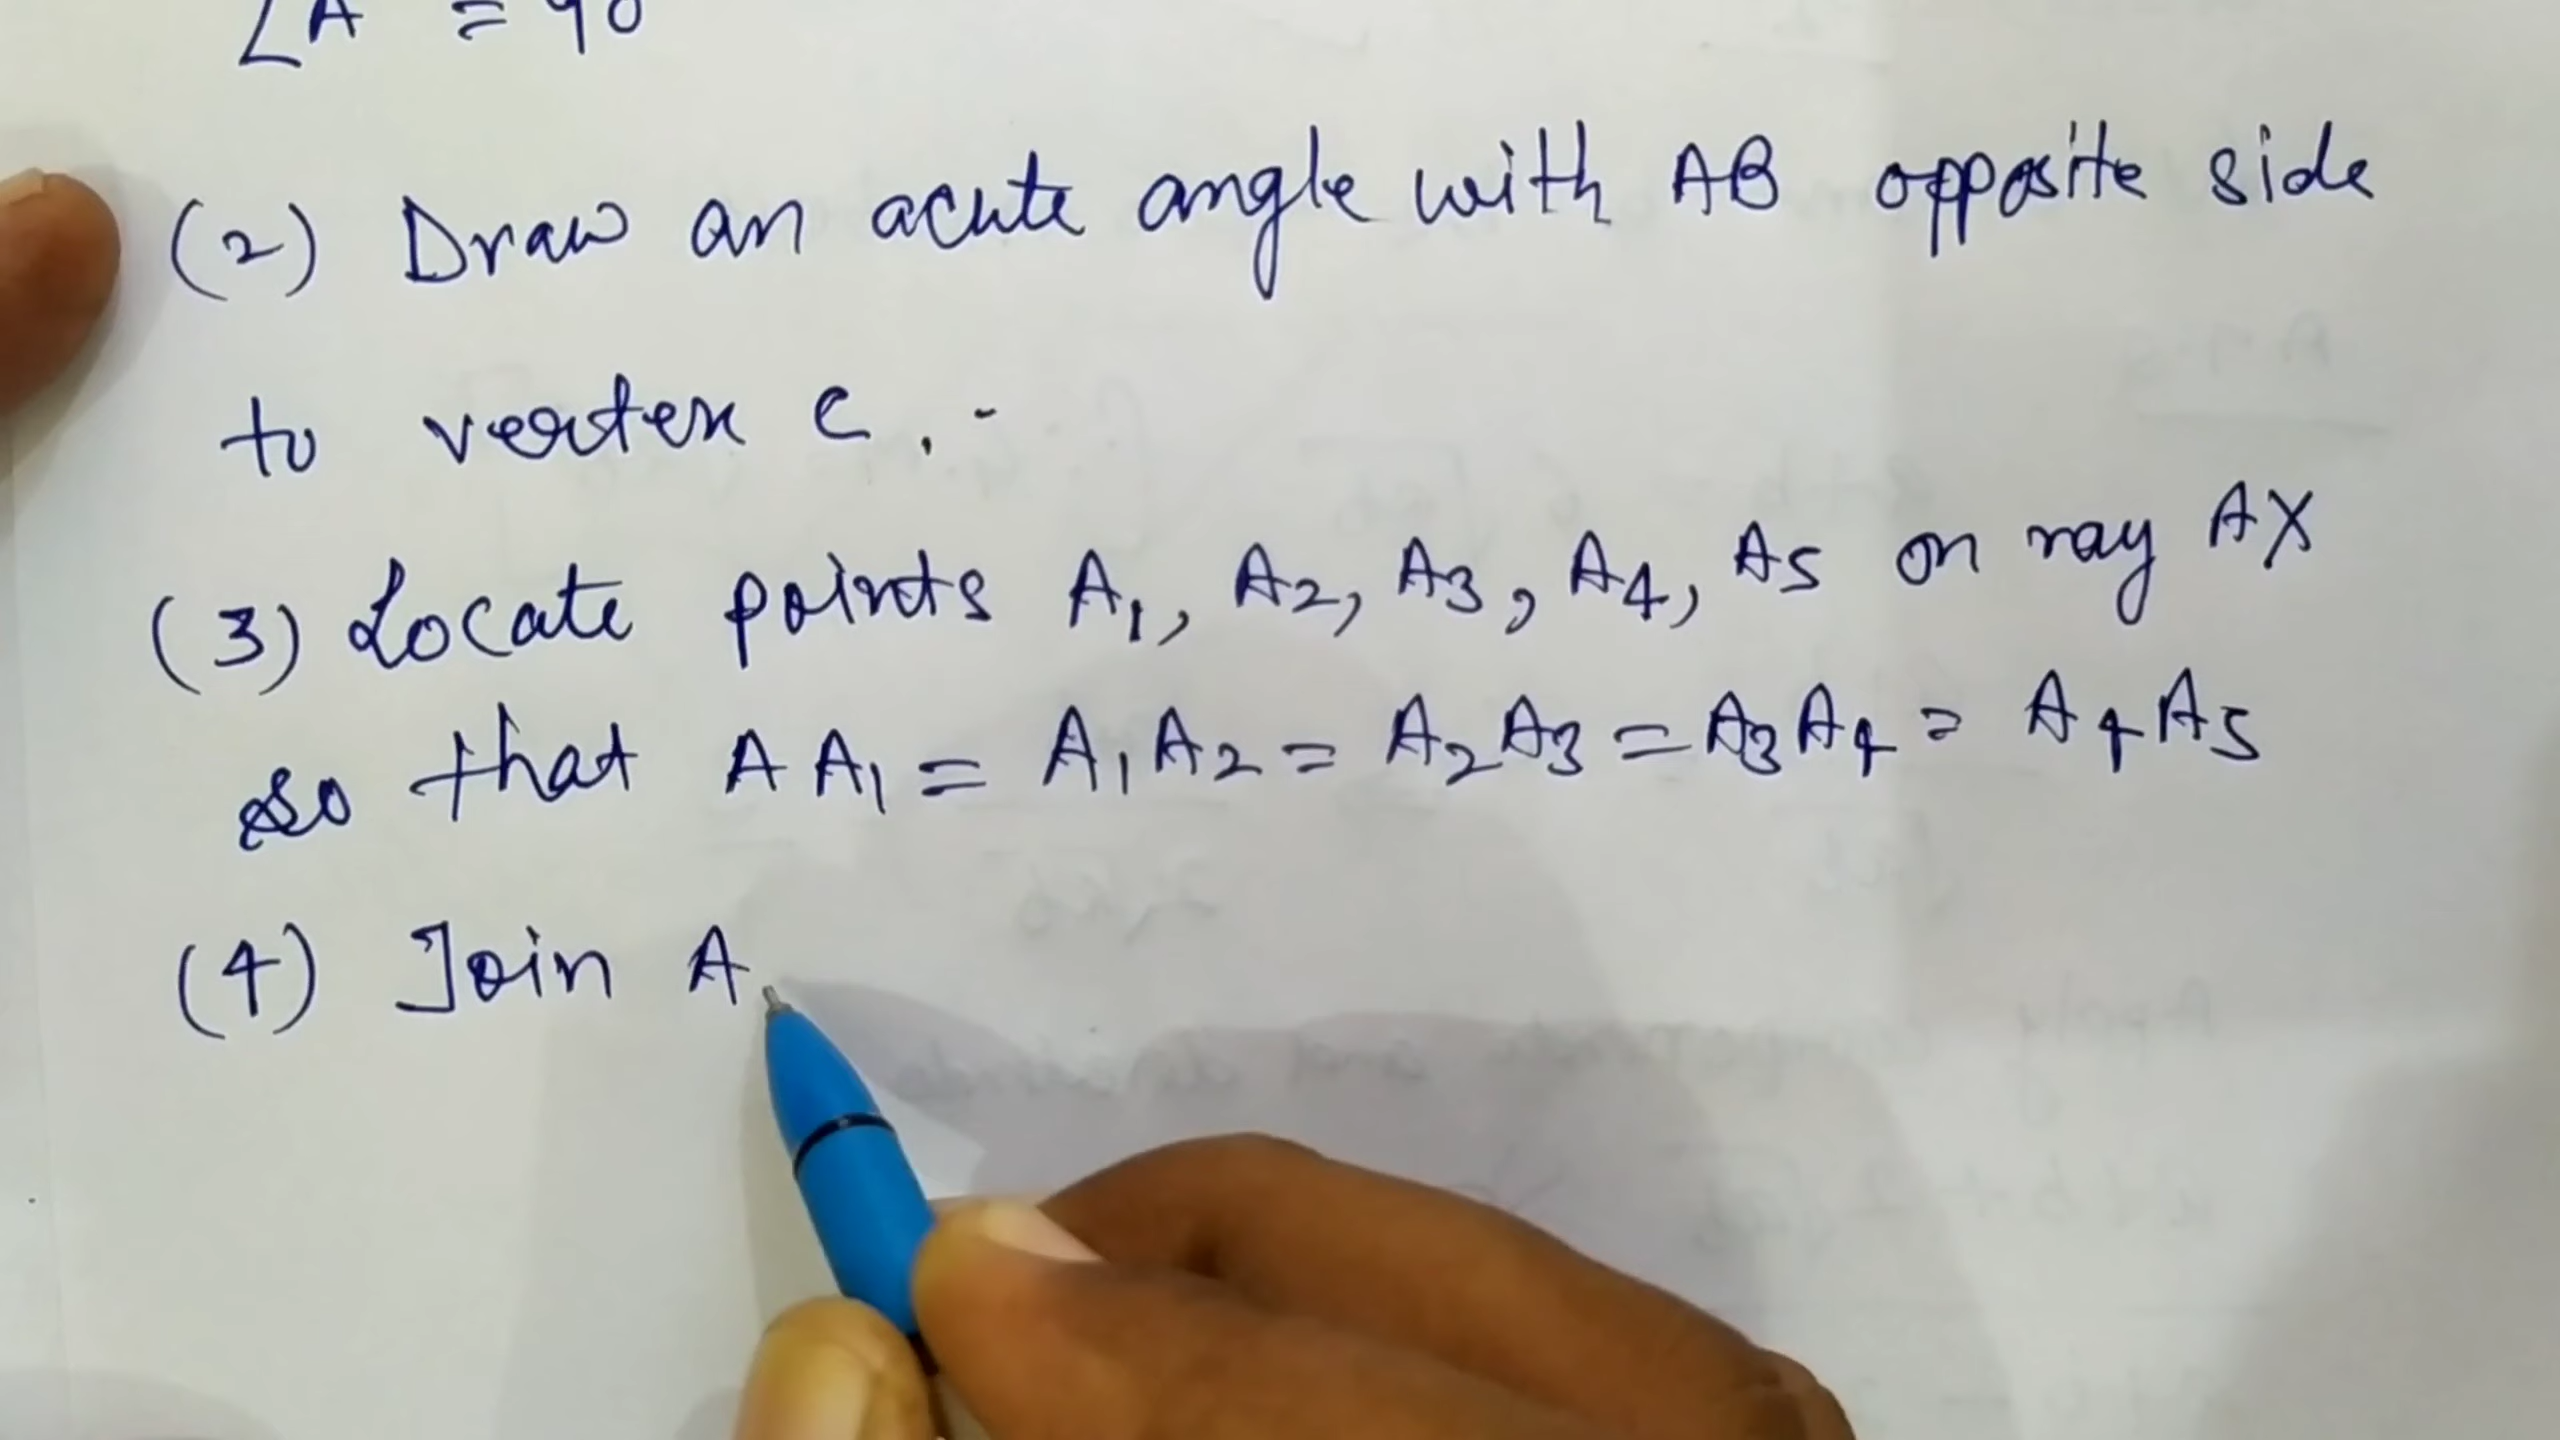 ∠A = 90
(2) Draw an acute angle with AB opposite side
to vertex C.
(3) Locate points A₁, A₂, A₃, A₄, A₅ on ray AX
so that AA₁ = A₁A₂ = A₂A₃ = A₃A₄ = A₄A₅
(4) Join A